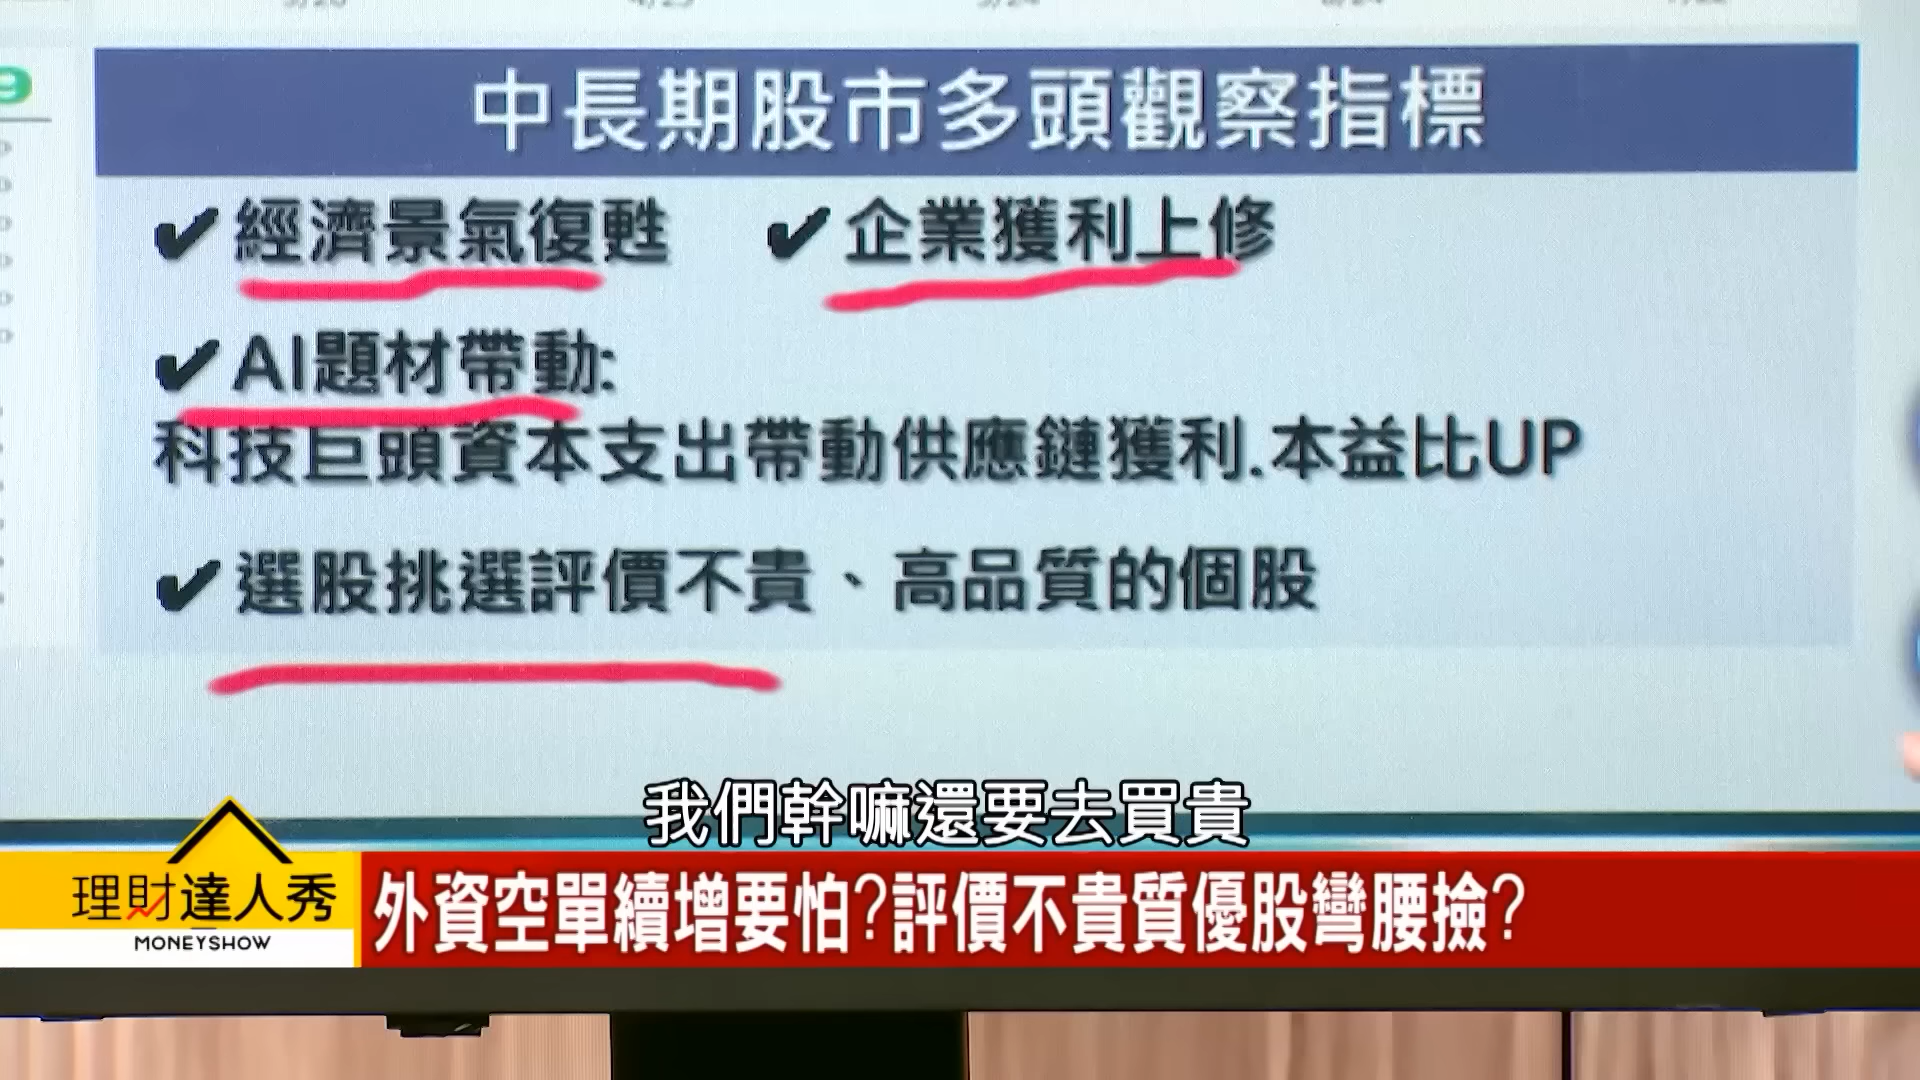 中長期股市多頭觀察指標
✔經濟景氣復甦 ✔企業獲利上修
✔AI題材帶動:
科技巨頭資本支出帶動供應鏈獲利.本益比UP
✔選股挑選評價不貴、高品質的個股
我們幹嘛還要去買貴
理財達人秀
MONEYSHOW
外資空單續增要怕?評價不貴質優股彎腰撿?